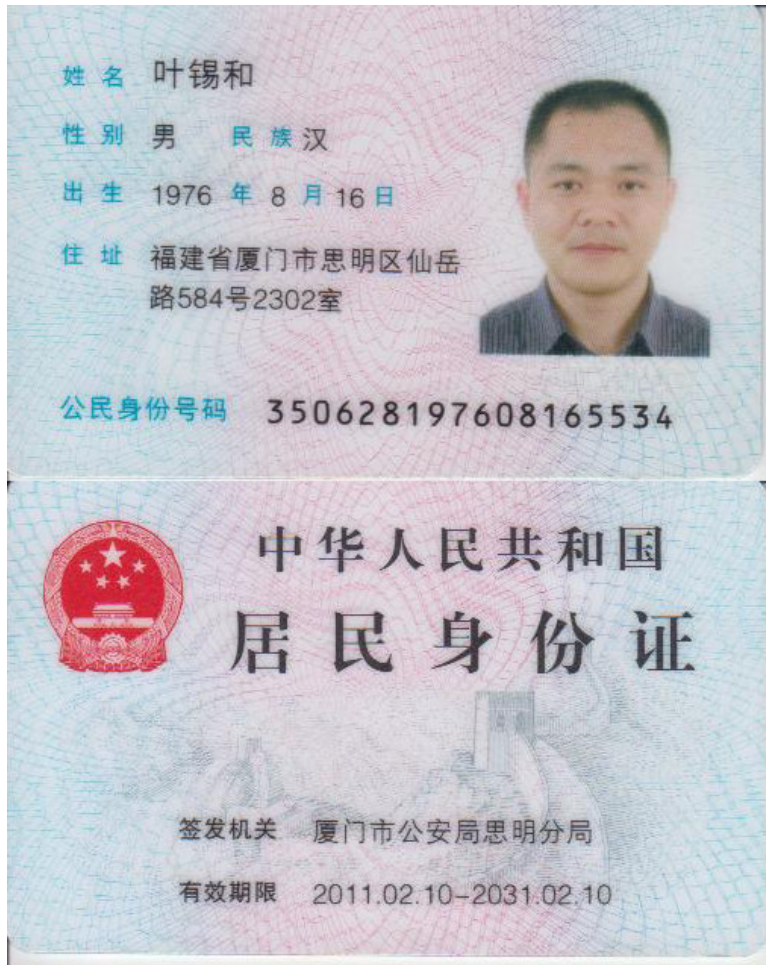 姓名 叶锡和
性别 男 民族 汉
出生 1976 年 8 月 16 日
住址 福建省厦门市思明区仙岳
路584号2302室
公民身份号码 350628197608165534
中华人民共和国
居民身份证
签发机关 厦门市公安局思明分局
有效期限 2011.02.10-2031.02.10